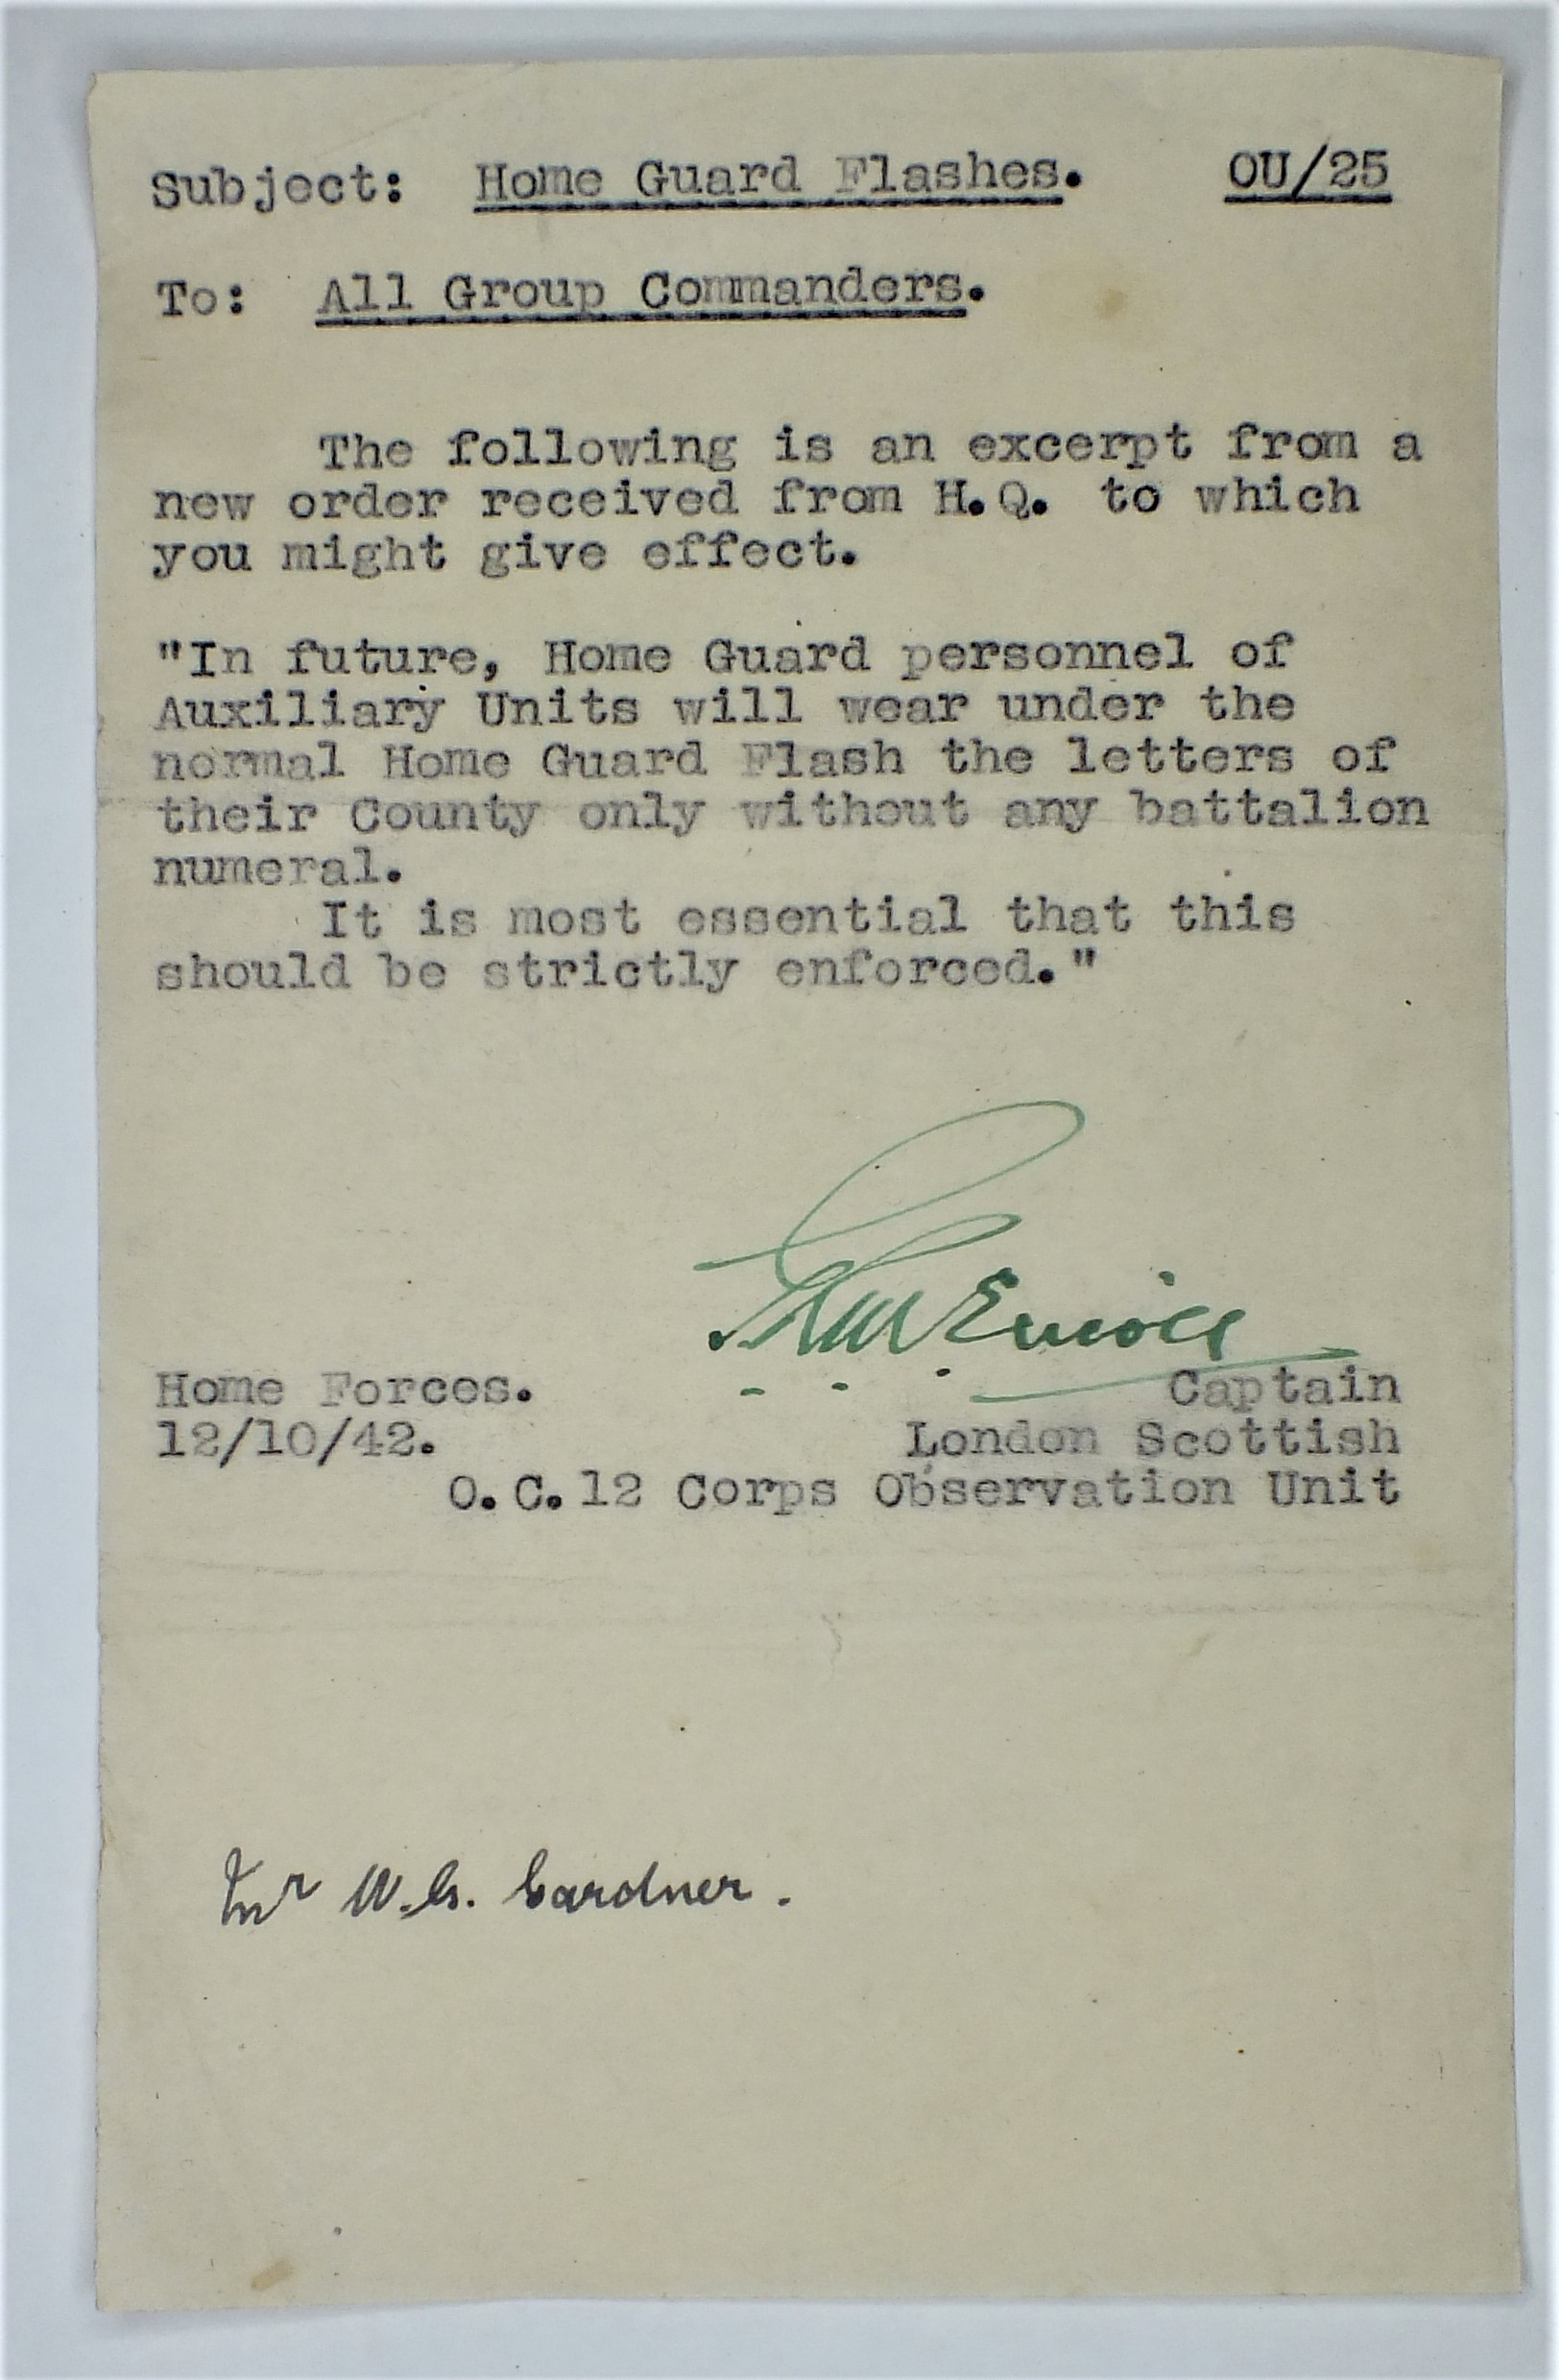 Subject: Home Guard Flashes. OU/25
To: All Group Commanders.
The following is an excerpt from a
new order received from H.Q. to which
you might give effect.
"In future, Home Guard personnel of
Auxiliary Units will wear under the
normal Home Guard Flash the letters of
their County only without any battalion
numeral.
It is most essential that this
should be strictly enforced."
Home Forces. Captain
12/10/42. London Scottish
O.C.12 Corps Observation Unit
Mr W.G. Gardner.